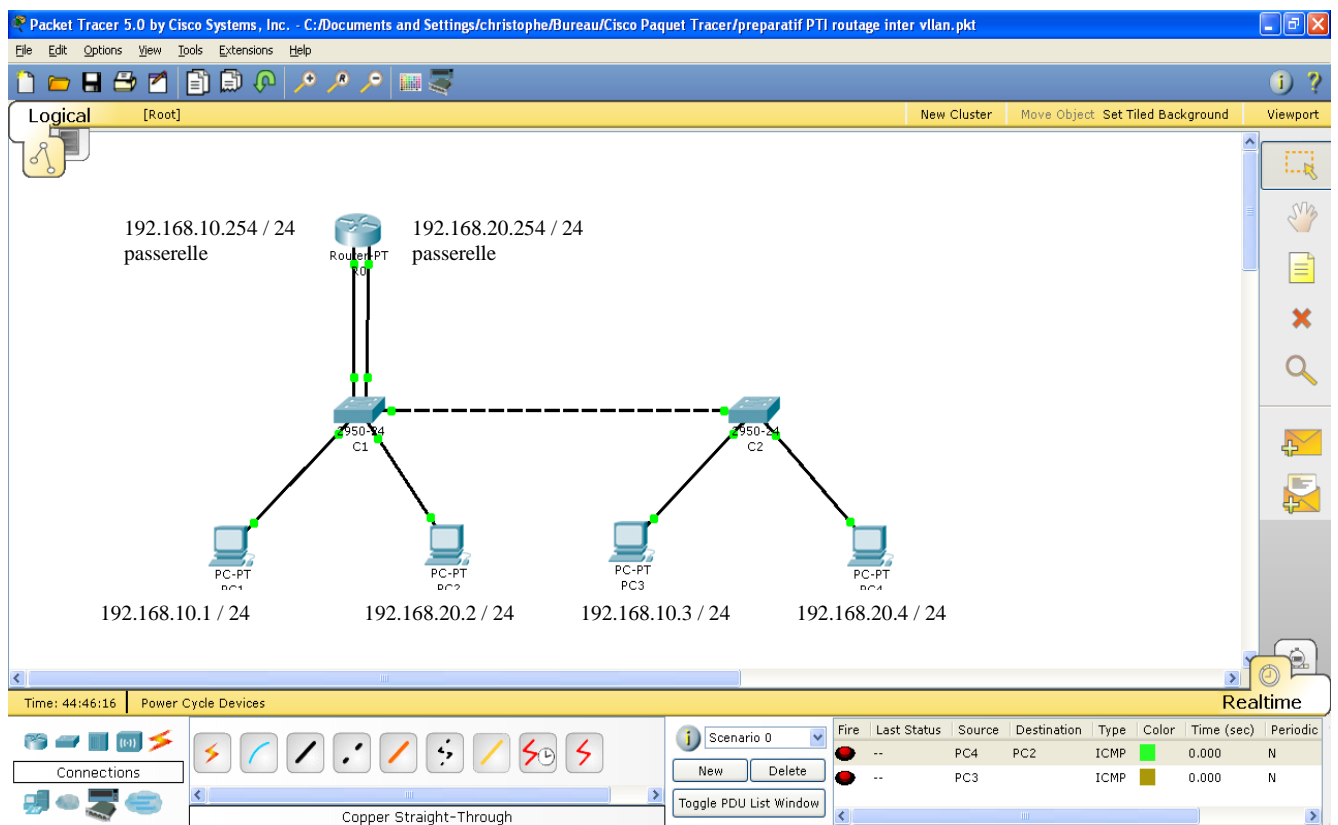 Packet Tracer 5.0 by Cisco Systems, Inc. - C:/Documents and Settings/christophe/Bureau/Cisco Paquet Tracer/preparatif PTI routage inter vllan.pkt
File Edit Options View Tools Extensions Help
Logical [Root] New Cluster Move Object Set Tiled Background Viewport
192.168.10.254 / 24
passerelle
192.168.20.254 / 24
passerelle
Router-PT
R0
2950-24
C1
2950-24
C2
PC-PT
PC1
PC-PT
PC2
PC-PT
PC3
PC-PT
PC4
192.168.10.1 / 24
192.168.20.2 / 24
192.168.10.3 / 24
192.168.20.4 / 24
Time: 44:46:16 Power Cycle Devices
Realtime
Connections
Copper Straight-Through
Scenario 0
New Delete
Toggle PDU List Window
Fire Last Status Source Destination Type Color Time (sec) Periodic
-- PC4 PC2 ICMP 0.000 N
-- PC3 ICMP 0.000 N